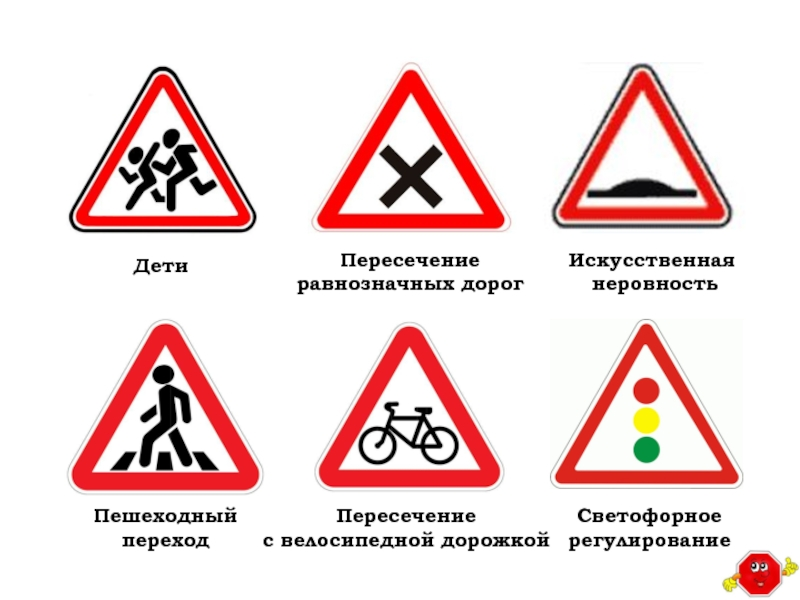 Дети
Пересечение
равнозначных дорог
Искусственная
неровность
Пешеходный
переход
Пересечение
с велосипедной дорожкой
Светофорное
регулирование